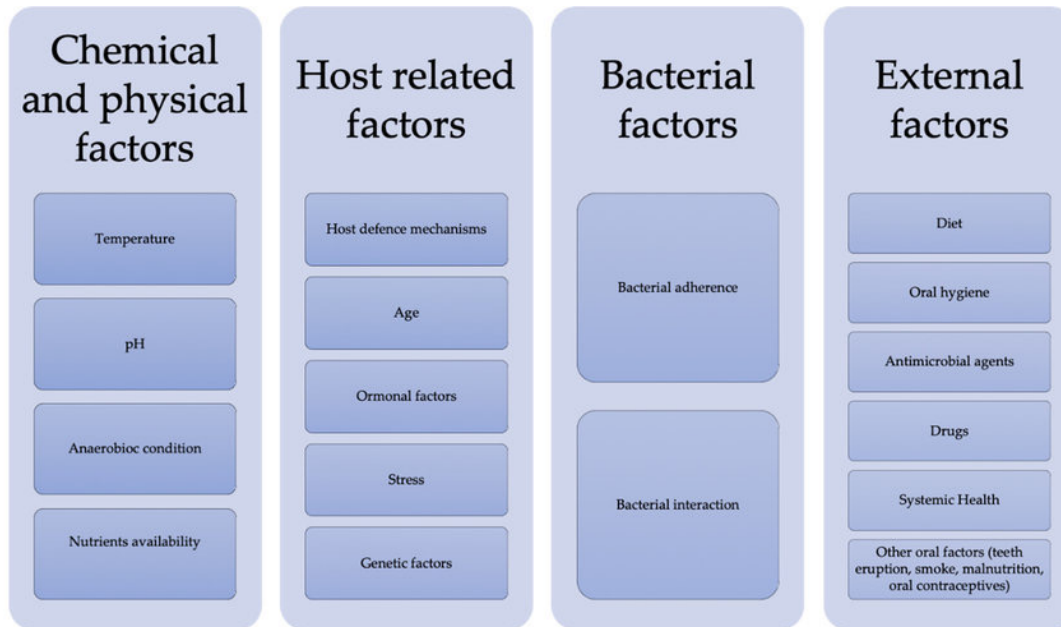 Chemical
and physical
factors
Temperature
pH
Anaerobioc condition
Nutrients availability
Host related
factors
Host defence mechanisms
Age
Ormonal factors
Stress
Genetic factors
Bacterial
factors
Bacterial adherence
Bacterial interaction
External
factors
Diet
Oral hygiene
Antimicrobial agents
Drugs
Systemic Health
Other oral factors (teeth
eruption, smoke, malnutrition,
oral contraceptives)